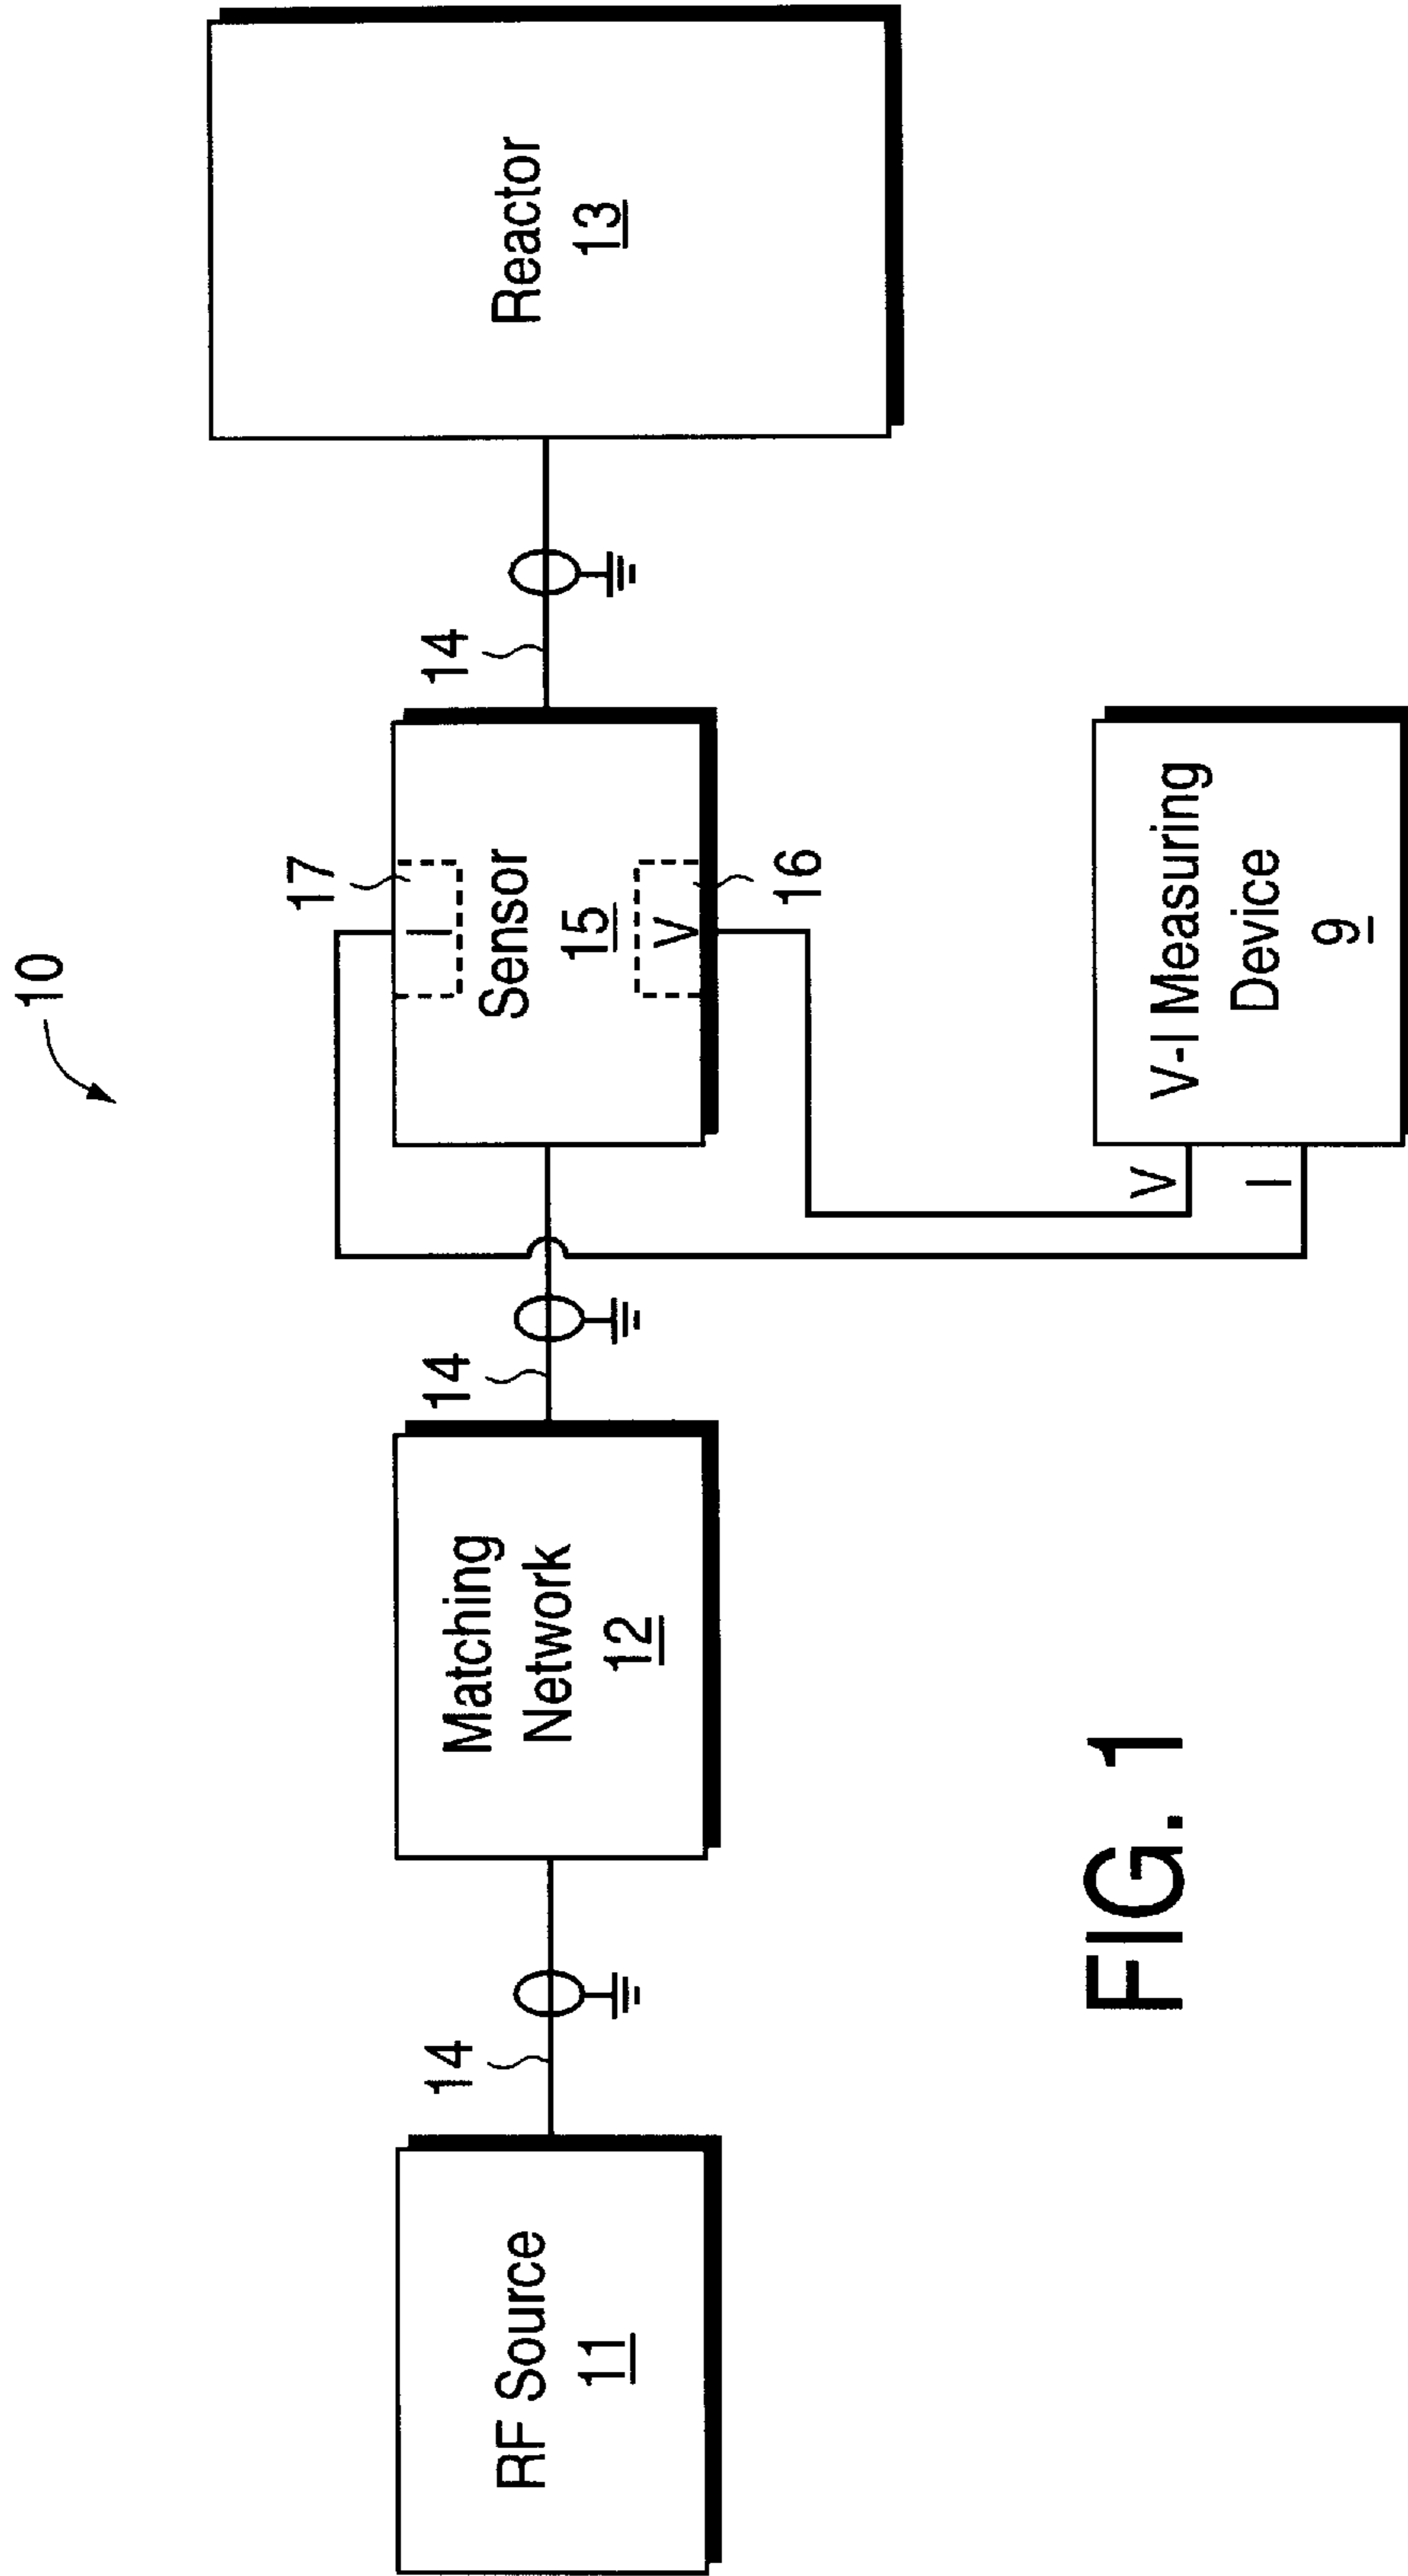 10
RF Source
11
14
Matching
Network
12
14
17
I
Sensor
15
V
16
14
Reactor
13
V
I
V-I Measuring
Device
9
FIG. 1